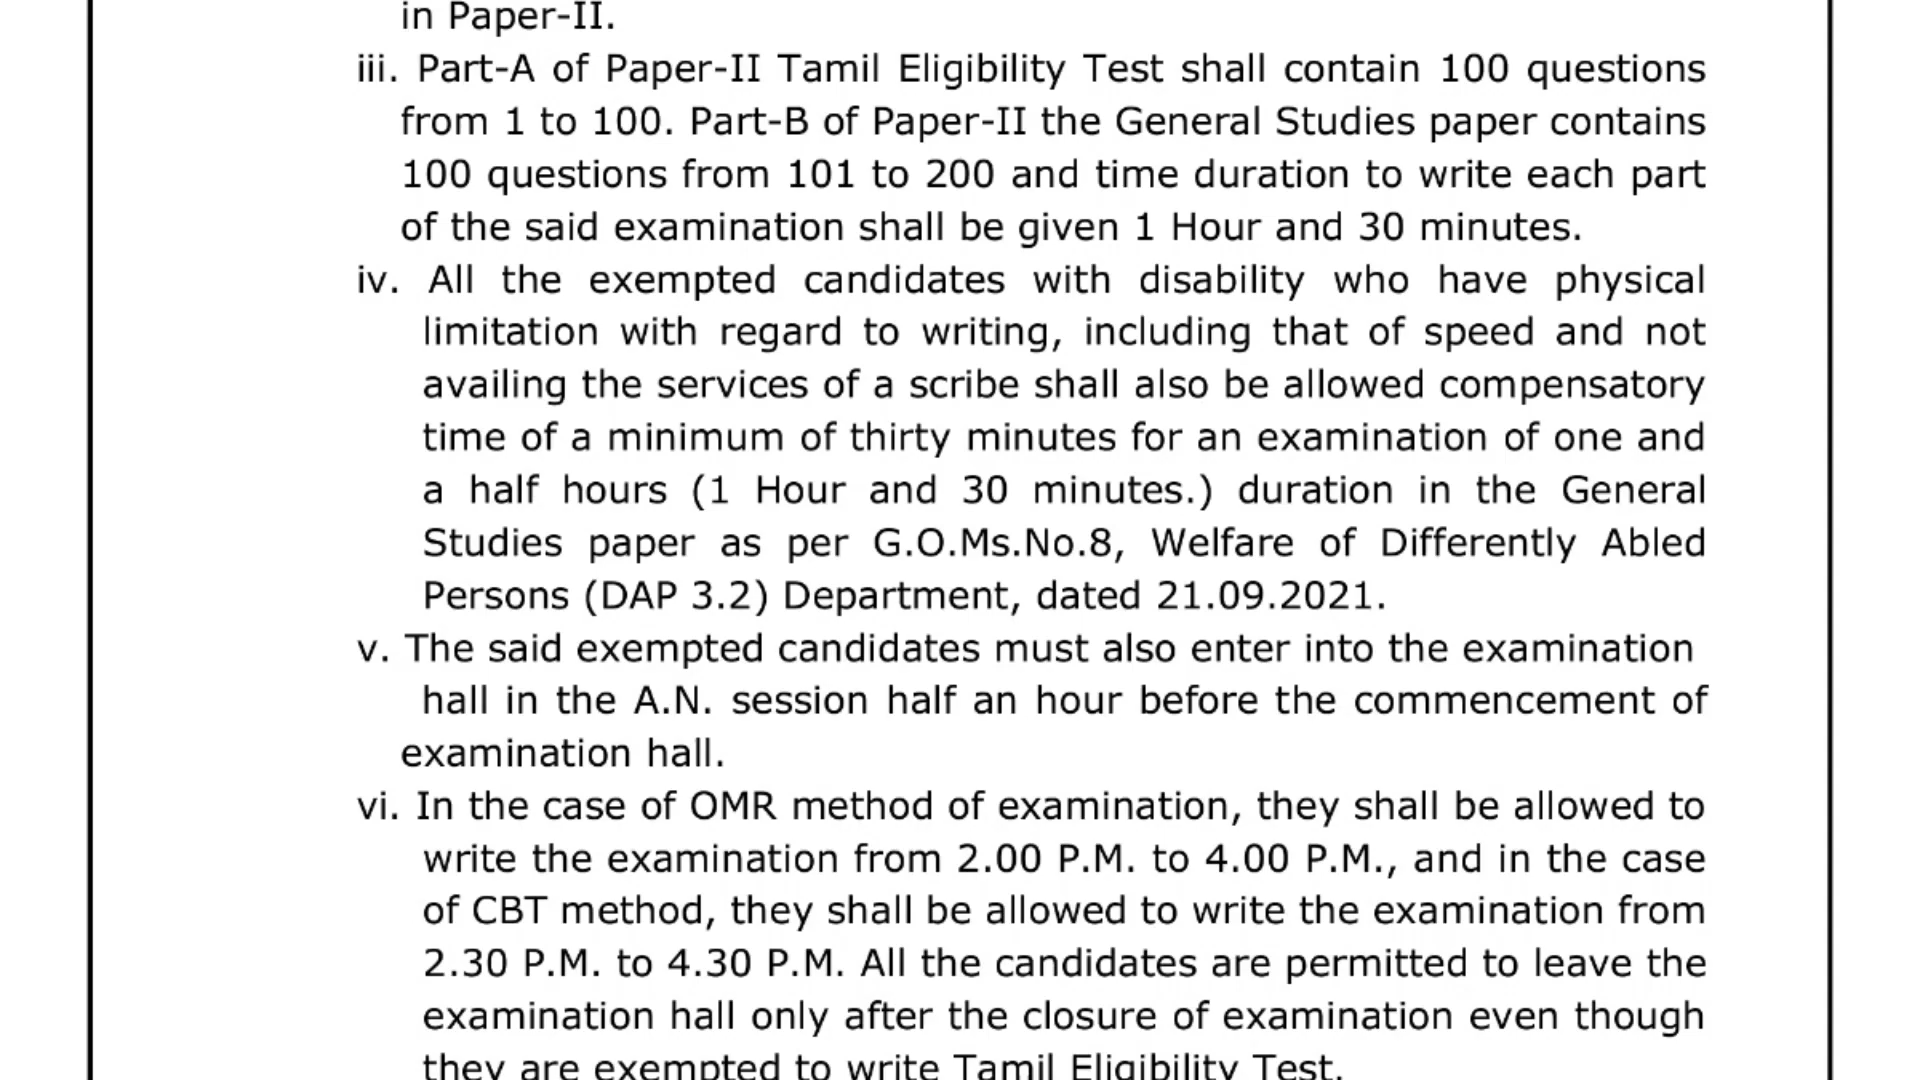 in Paper-II.
iii. Part-A of Paper-II Tamil Eligibility Test shall contain 100 questions
from 1 to 100. Part-B of Paper-II the General Studies paper contains
100 questions from 101 to 200 and time duration to write each part
of the said examination shall be given 1 Hour and 30 minutes.
iv. All the exempted candidates with disability who have physical
limitation with regard to writing, including that of speed and not
availing the services of a scribe shall also be allowed compensatory
time of a minimum of thirty minutes for an examination of one and
a half hours (1 Hour and 30 minutes.) duration in the General
Studies paper as per G.O.Ms.No.8, Welfare of Differently Abled
Persons (DAP 3.2) Department, dated 21.09.2021.
v. The said exempted candidates must also enter into the examination
hall in the A.N. session half an hour before the commencement of
examination hall.
vi. In the case of OMR method of examination, they shall be allowed to
write the examination from 2.00 P.M. to 4.00 P.M., and in the case
of CBT method, they shall be allowed to write the examination from
2.30 P.M. to 4.30 P.M. All the candidates are permitted to leave the
examination hall only after the closure of examination even though
they are exempted to write Tamil Eligibility Test.